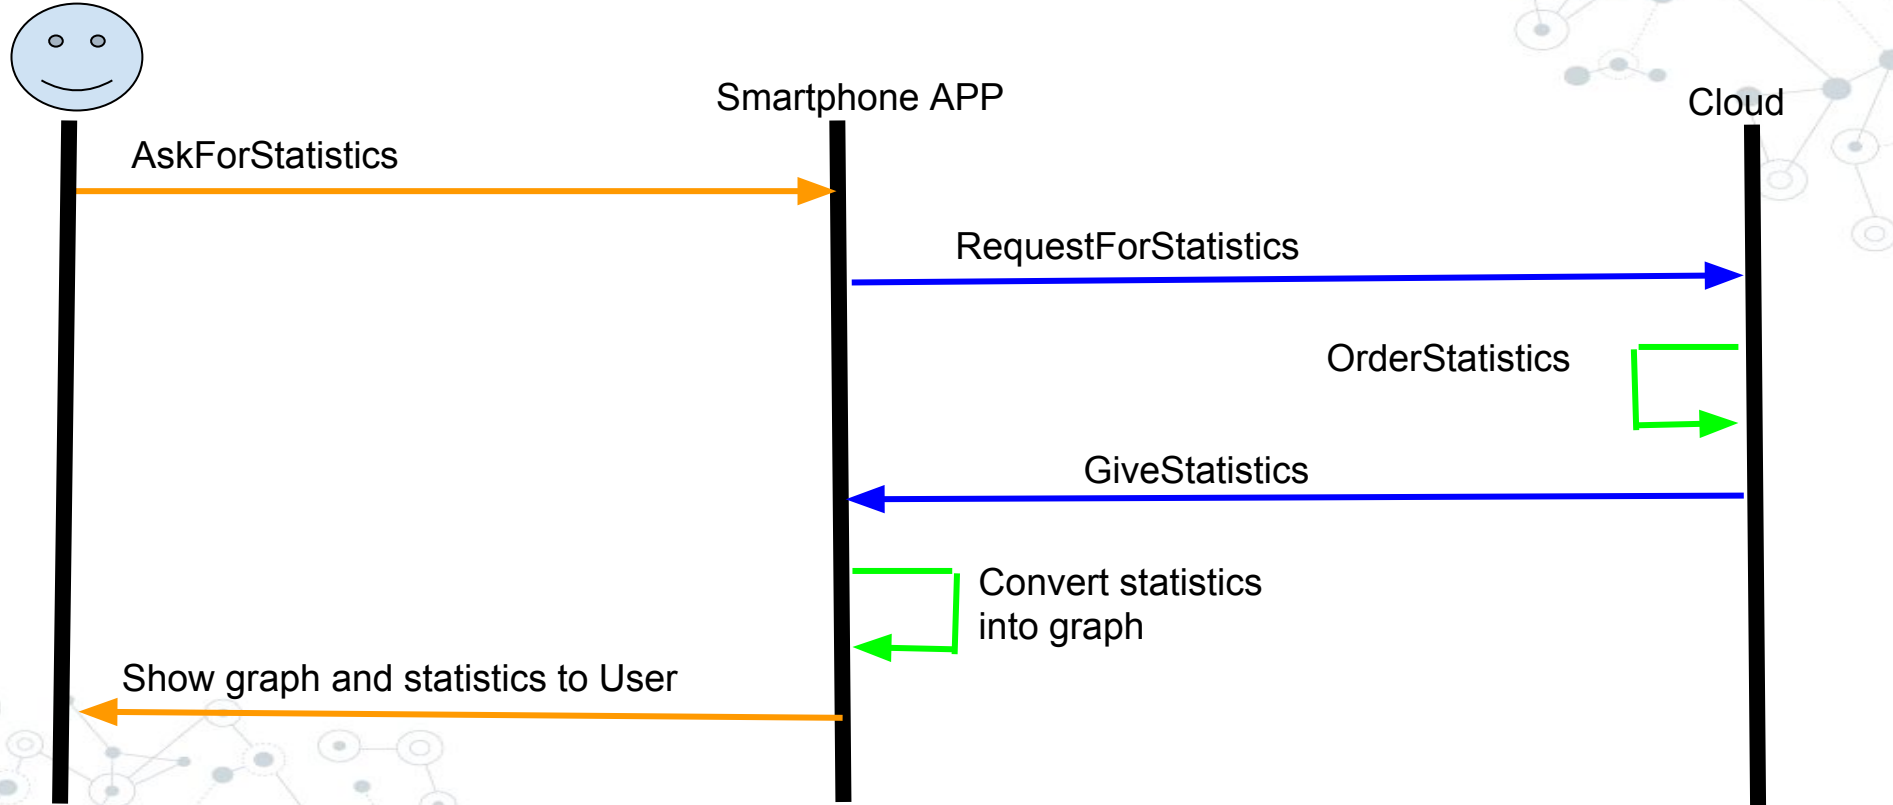 Smartphone APP
Cloud
AskForStatistics
RequestForStatistics
OrderStatistics
GiveStatistics
Convert statistics
into graph
Show graph and statistics to User